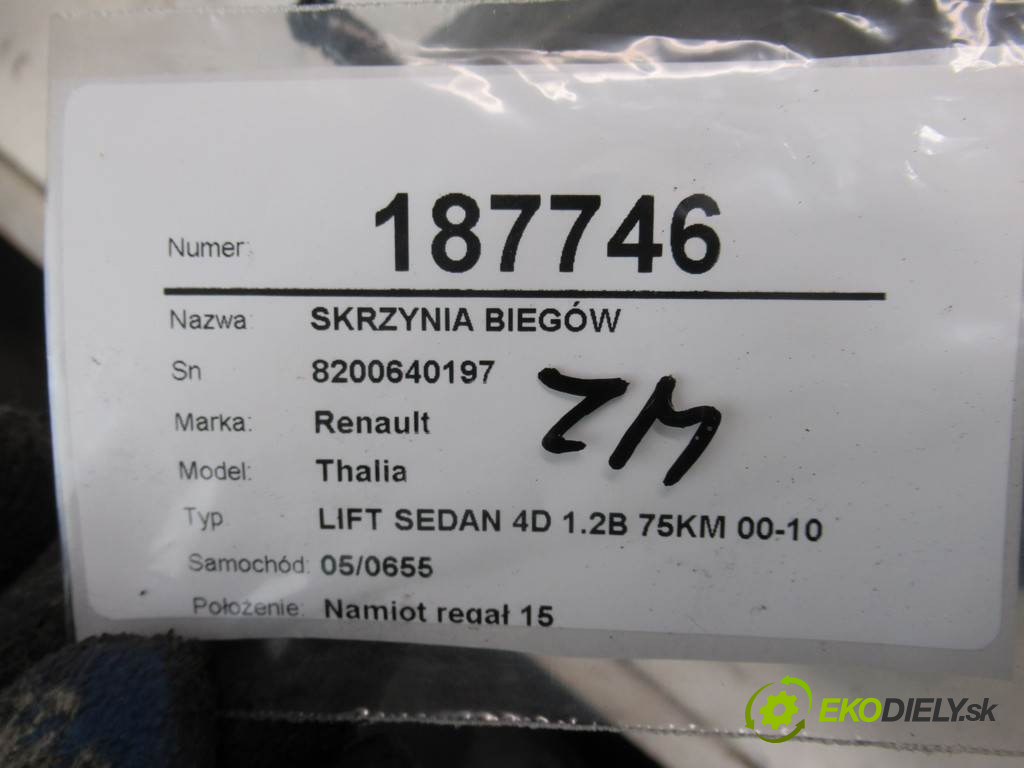 Numer: 187746
Nazwa: SKRZYNIA BIEGÓW
Sn 8200640197
ZM
Marka: Renault
Model: Thalia
Typ LIFT SEDAN 4D 1.2B 75KM 00-10
Samochód: 05/0655
Położenie: Namiot regał 15
EKODIELY.sk